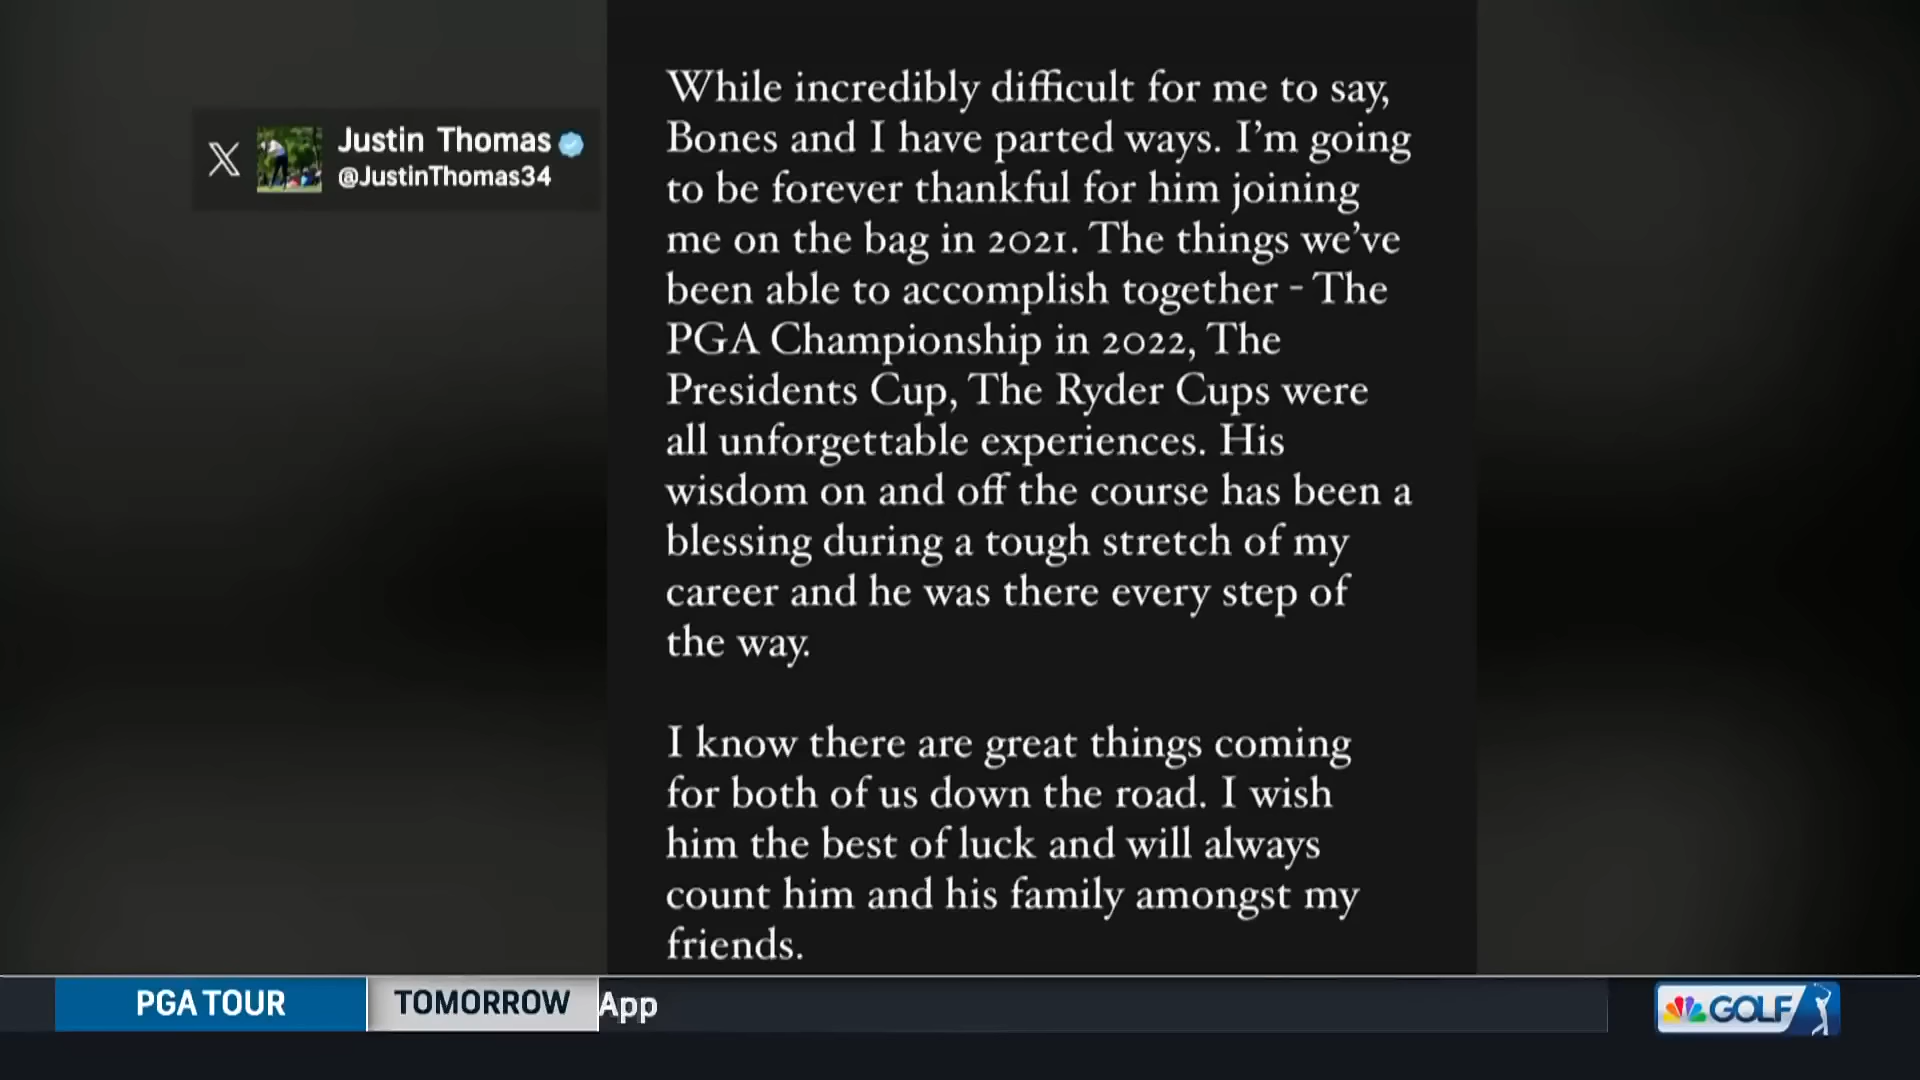 While incredibly difficult for me to say,
Bones and I have parted ways. I'm going
to be forever thankful for him joining
me on the bag in 2021. The things we've
been able to accomplish together - The
PGA Championship in 2022, The
Presidents Cup, The Ryder Cups were
all unforgettable experiences. His
wisdom on and off the course has been a
blessing during a tough stretch of my
career and he was there every step of
the way.
I know there are great things coming
for both of us down the road. I wish
him the best of luck and will always
count him and his family amongst my
friends.
X
Justin Thomas
@JustinThomas34
PGA TOUR
TOMORROW
App
GOLF